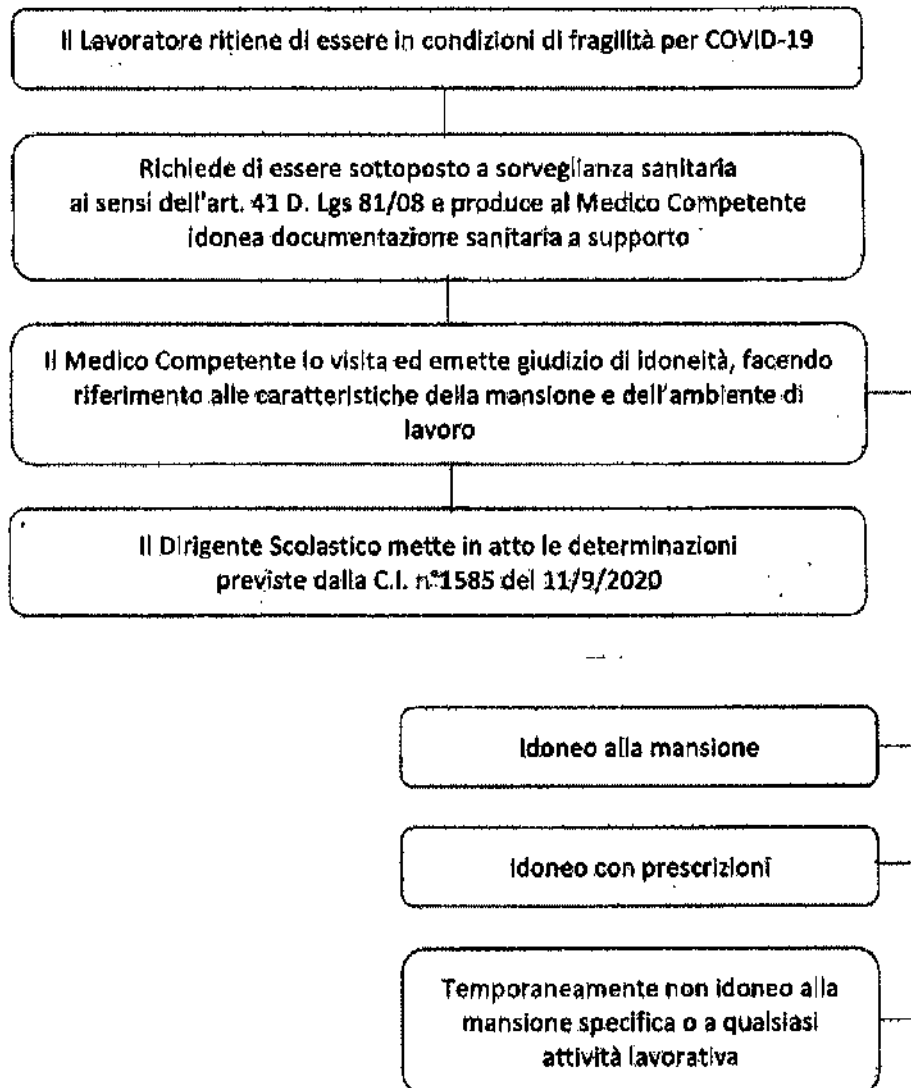 Il Lavoratore ritiene di essere in condizioni di fragilità per COVID-19
Richiede di essere sottoposto a sorveglianza sanitaria
ai sensi dell'art. 41 D. Lgs 81/08 e produce al Medico Competente
idonea documentazione sanitaria a supporto
Il Medico Competente lo visita ed emette giudizio di idoneità, facendo
riferimento alle caratteristiche della mansione e dell'ambiente di
lavoro
Il Dirigente Scolastico mette in atto le determinazioni
previste dalla C.I. n°1585 del 11/9/2020
Idoneo alla mansione
Idoneo con prescrizioni
Temporaneamente non idoneo alla
mansione specifica o a qualsiasi
attività lavorativa